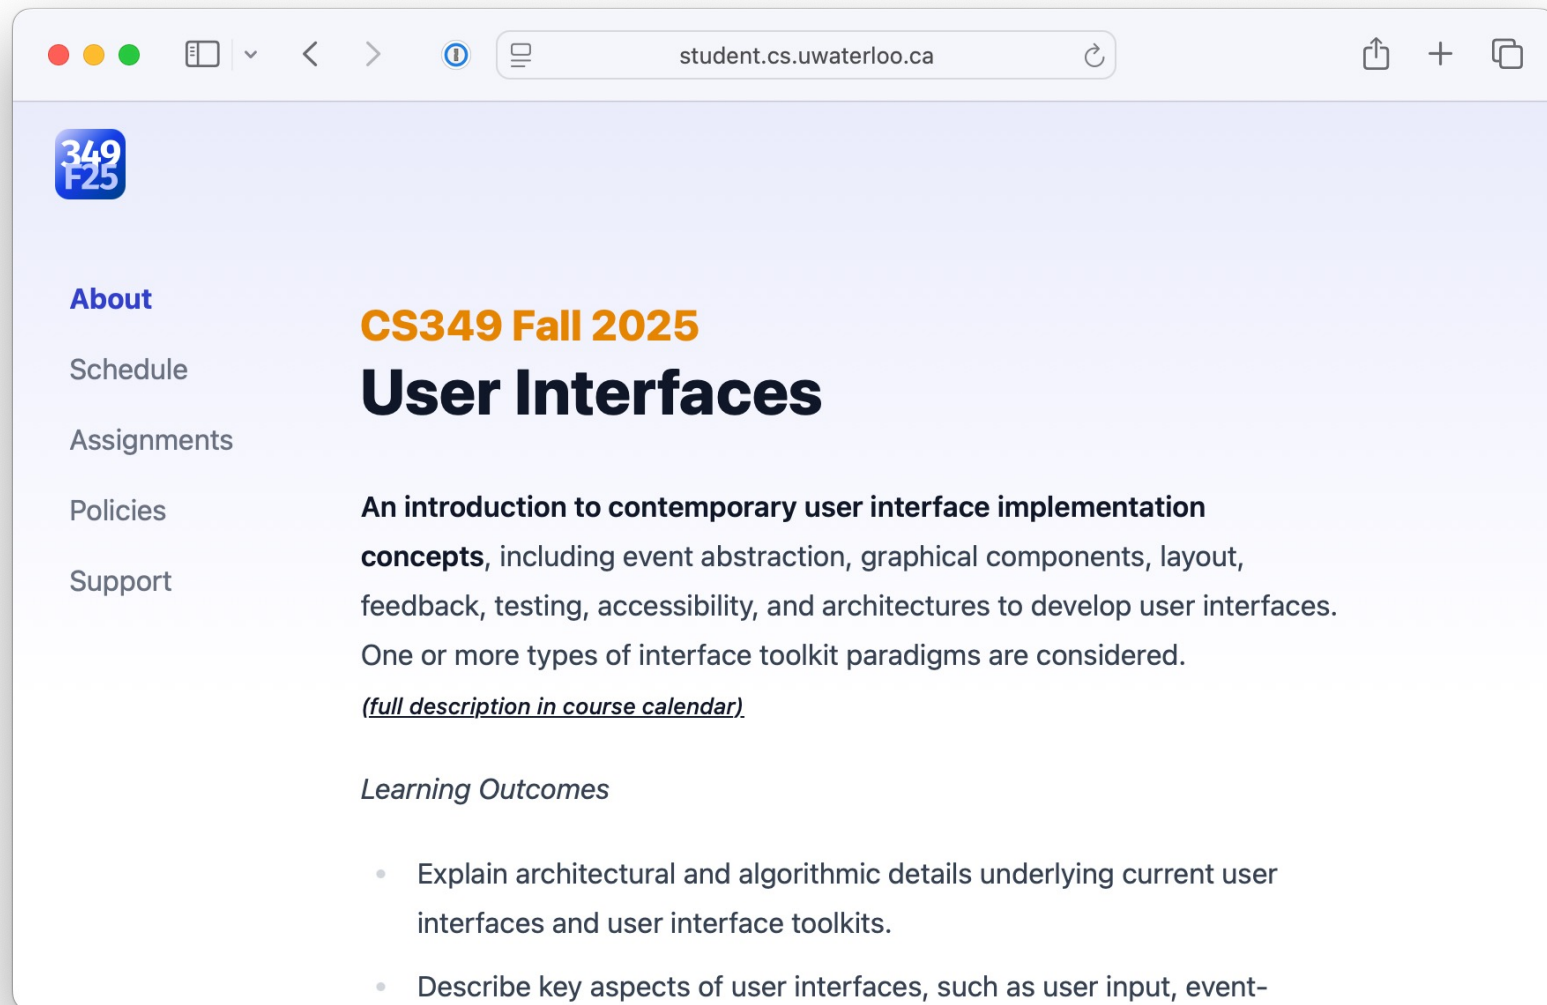 student.cs.uwaterloo.ca
349
F25
About
Schedule
Assignments
Policies
Support
CS349 Fall 2025
User Interfaces
An introduction to contemporary user interface implementation
concepts, including event abstraction, graphical components, layout,
feedback, testing, accessibility, and architectures to develop user interfaces.
One or more types of interface toolkit paradigms are considered.
(full description in course calendar)
Learning Outcomes
• Explain architectural and algorithmic details underlying current user
interfaces and user interface toolkits.
• Describe key aspects of user interfaces, such as user input, event-